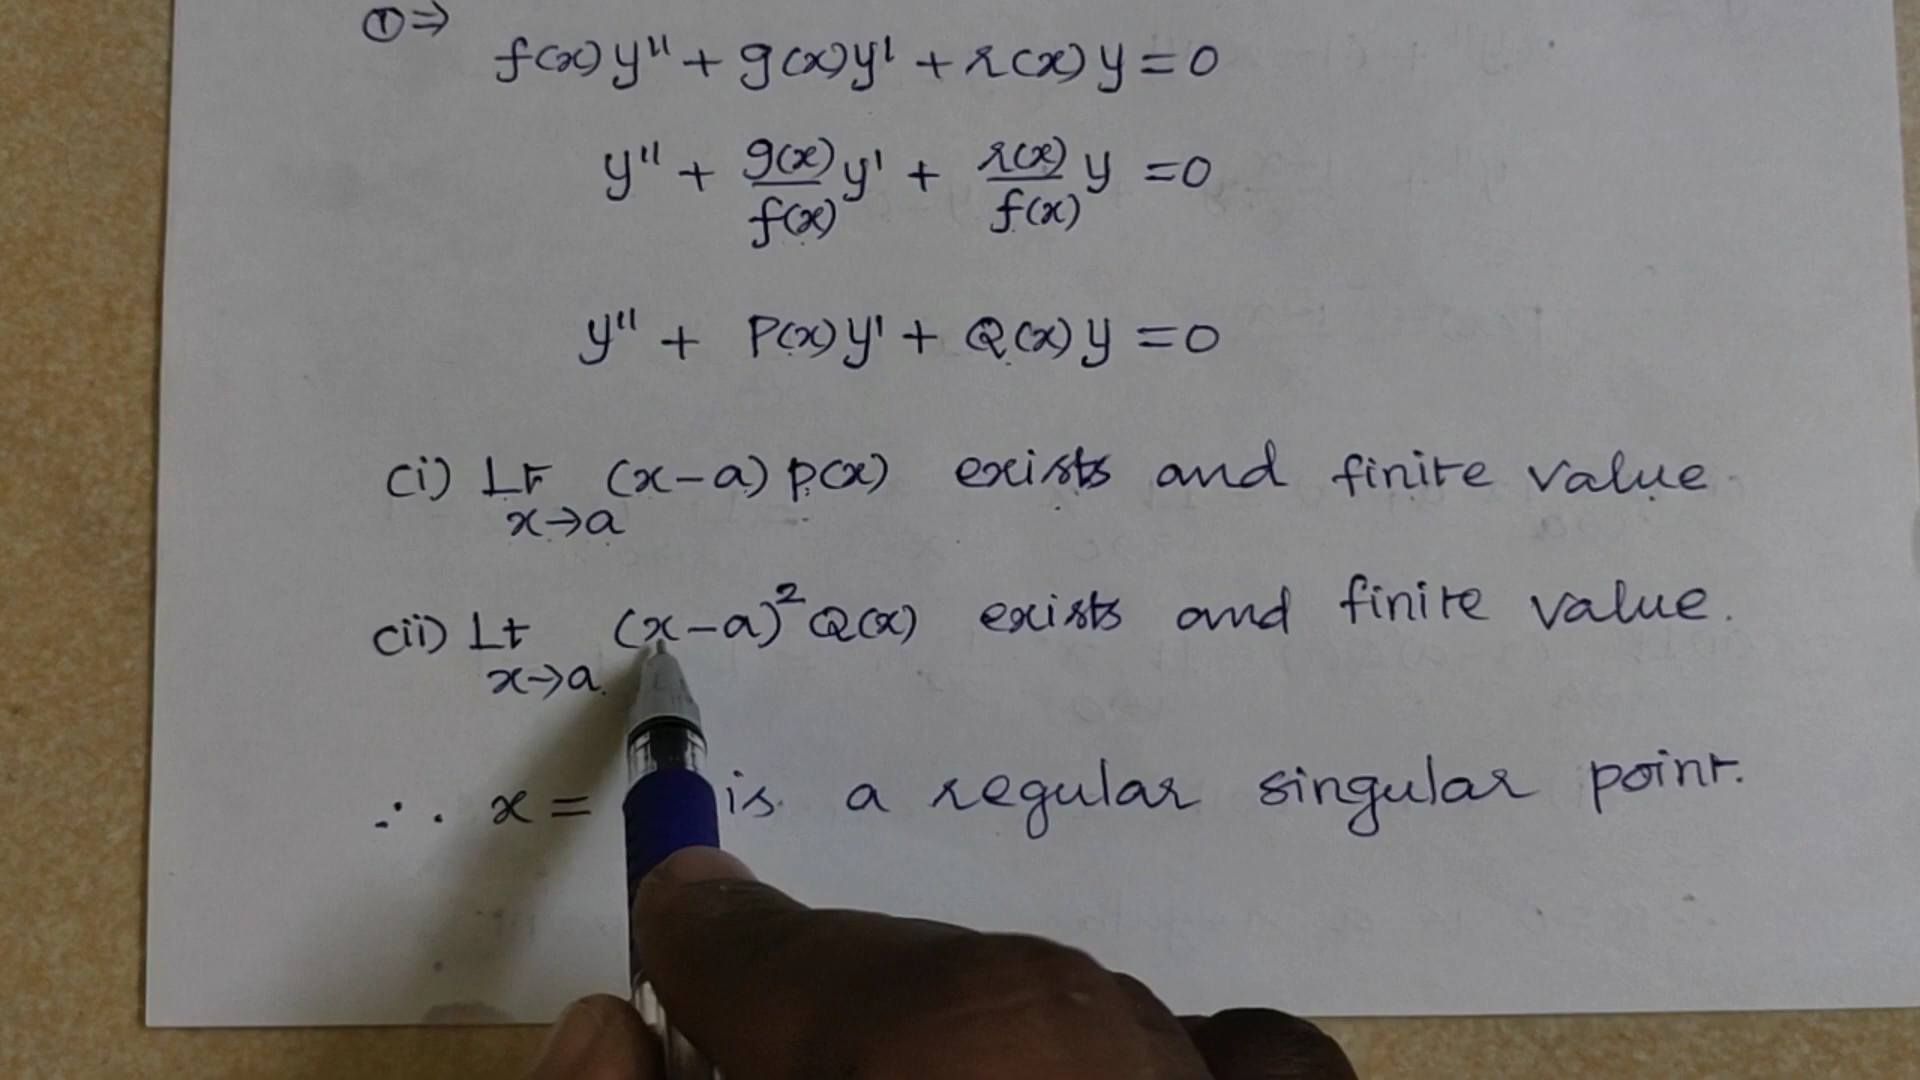 ① ⇒
f(x) y'' + g(x) y' + r(x) y = 0
y'' + g(x)/f(x) y' + r(x)/f(x) y = 0
y'' + P(x) y' + Q(x) y = 0
(i) Lt x→a (x-a) p(x) exists and finite value
(ii) Lt x→a (x-a)² Q(x) exists and finite value.
∴ x = is a regular singular point.